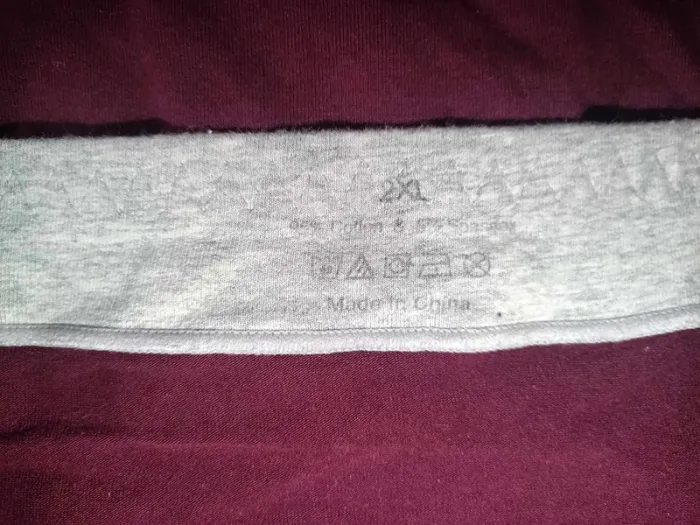 2XL
95% Cotton & 5% Spandex
Made in China